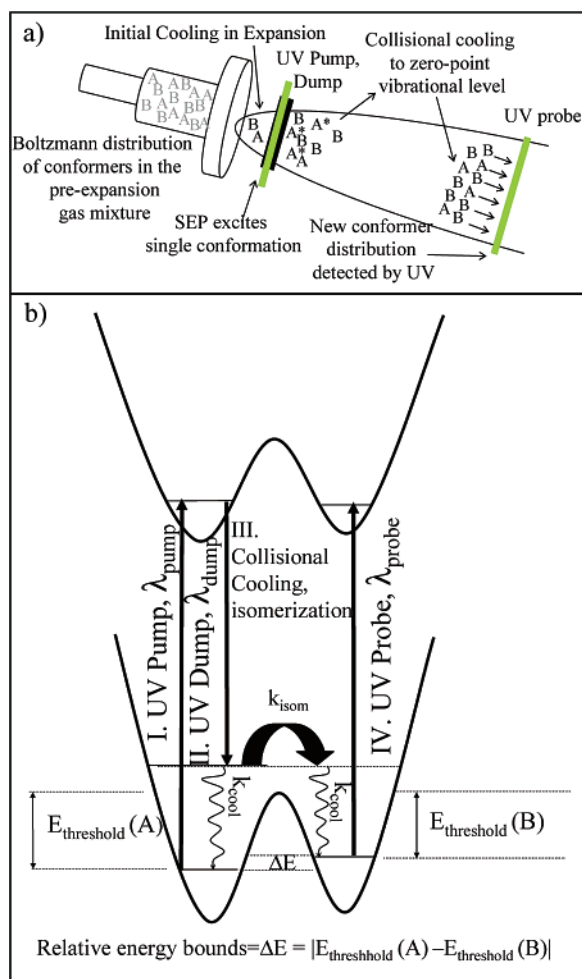 a)
Initial Cooling in Expansion
UV Pump,
Dump
Collisional cooling
to zero-point
vibrational level
UV probe
A B A B A A
B A B B A B
B A B B A
B
A
B
A*
A*
B
B
A*
A
B
B B
A A
B B
A B
A A
B B
Boltzmann distribution
of conformers in the
pre-expansion
gas mixture
SEP excites
single conformation
New conformer
distribution
detected by UV
b)
I. UV Pump, λpump
II. UV Dump, λdump
III.
Collisional
Cooling,
isomerization
IV. UV Probe, λprobe
kisom
kcool
kcool
Ethreshold (A)
ΔE
Ethreshold (B)
Relative energy bounds=ΔE = |Ethreshhold (A) –Ethreshold (B)|